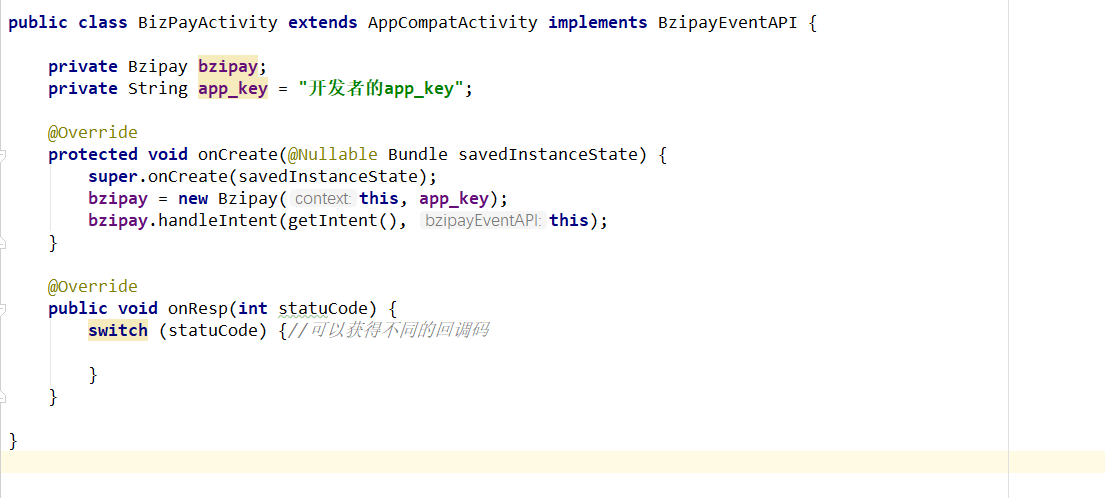 public class BizPayActivity extends AppCompatActivity implements BzipayEventAPI {
private Bzipay bzipay;
private String app_key = "开发者的app_key";
@Override
protected void onCreate(@Nullable Bundle savedInstanceState) {
super.onCreate(savedInstanceState);
bzipay = new Bzipay( context: this, app_key);
bzipay.handleIntent(getIntent(), bzipayEventAPI: this);
}
@Override
public void onResp(int statuCode) {
switch (statuCode) {//可以获得不同的回调码
}
}
}